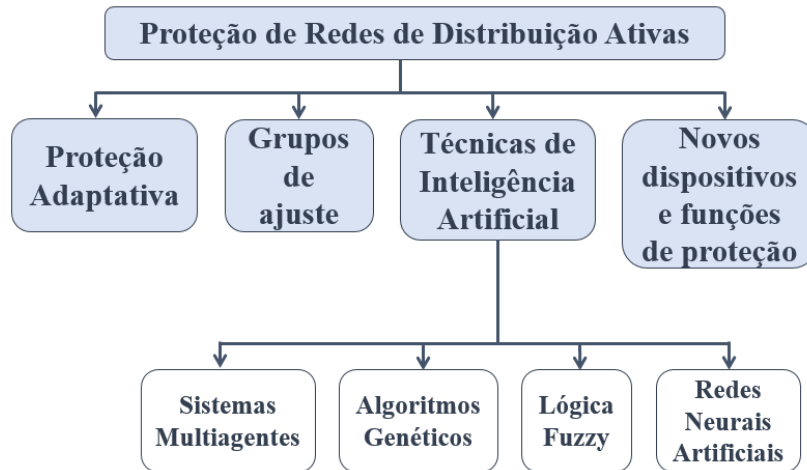 Proteção de Redes de Distribuição Ativas
Proteção
Adaptativa
Grupos
de
ajuste
Técnicas de
Inteligência
Artificial
Novos
dispositivos
e funções
de proteção
Sistemas
Multiagentes
Algoritmos
Genéticos
Lógica
Fuzzy
Redes
Neurais
Artificiais